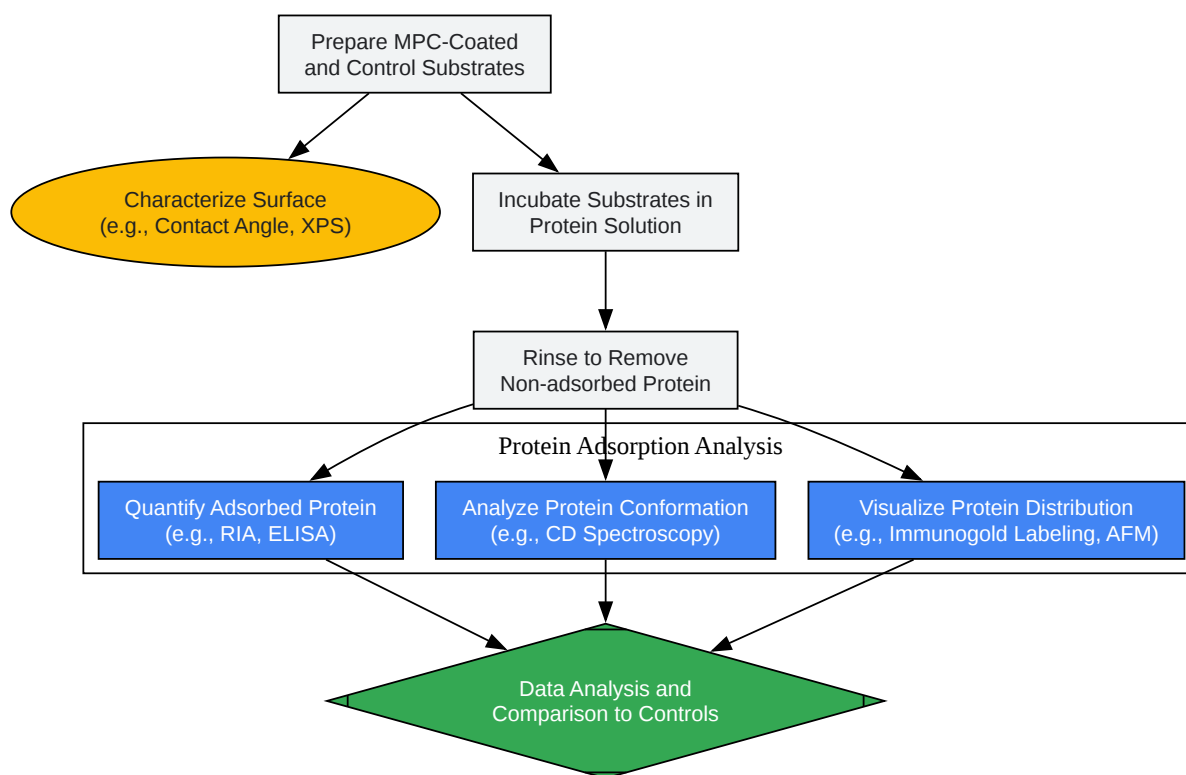 Prepare MPC-Coated
and Control Substrates
Characterize Surface
(e.g., Contact Angle, XPS)
Incubate Substrates in
Protein Solution
Rinse to Remove
Non-adsorbed Protein
Protein Adsorption Analysis
Quantify Adsorbed Protein
(e.g., RIA, ELISA)
Analyze Protein Conformation
(e.g., CD Spectroscopy)
Visualize Protein Distribution
(e.g., Immunogold Labeling, AFM)
Data Analysis and
Comparison to Controls